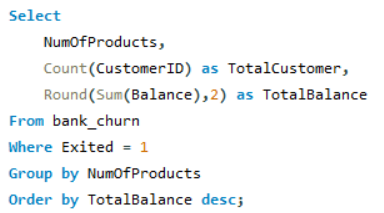 Select
    NumOfProducts,
    Count(CustomerID) as TotalCustomer,
    Round(Sum(Balance),2) as TotalBalance
From bank_churn
Where Exited = 1
Group by NumOfProducts
Order by TotalBalance desc;